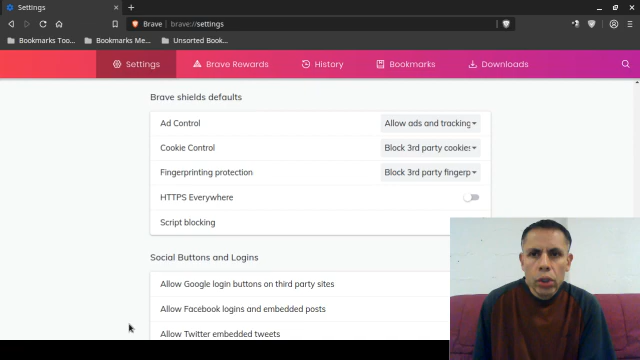 Settings
Brave | brave://settings
Bookmarks Too...
Bookmarks Me...
Unsorted Book...
Settings
Brave Rewards
History
Bookmarks
Downloads
Brave shields defaults
Ad Control
Allow ads and tracking
Cookie Control
Block 3rd party cookies
Fingerprinting protection
Block 3rd party fingerp
HTTPS Everywhere
Script blocking
Social Buttons and Logins
Allow Google login buttons on third party sites
Allow Facebook logins and embedded posts
Allow Twitter embedded tweets